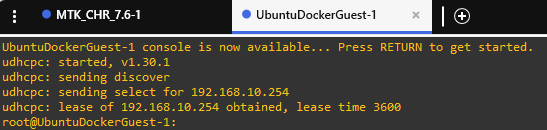 MTK_CHR_7.6-1
UbuntuDockerGuest-1
UbuntuDockerGuest-1 console is now available... Press RETURN to get started.
udhcpc: started, v1.30.1
udhcpc: sending discover
udhcpc: sending select for 192.168.10.254
udhcpc: lease of 192.168.10.254 obtained, lease time 3600
root@UbuntuDockerGuest-1: